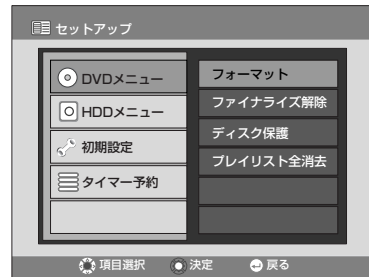 セットアップ
DVDメニュー
HDDメニュー
初期設定
タイマー予約
フォーマット
ファイナライズ解除
ディスク保護
プレイリスト全消去
項目選択 決定 戻る